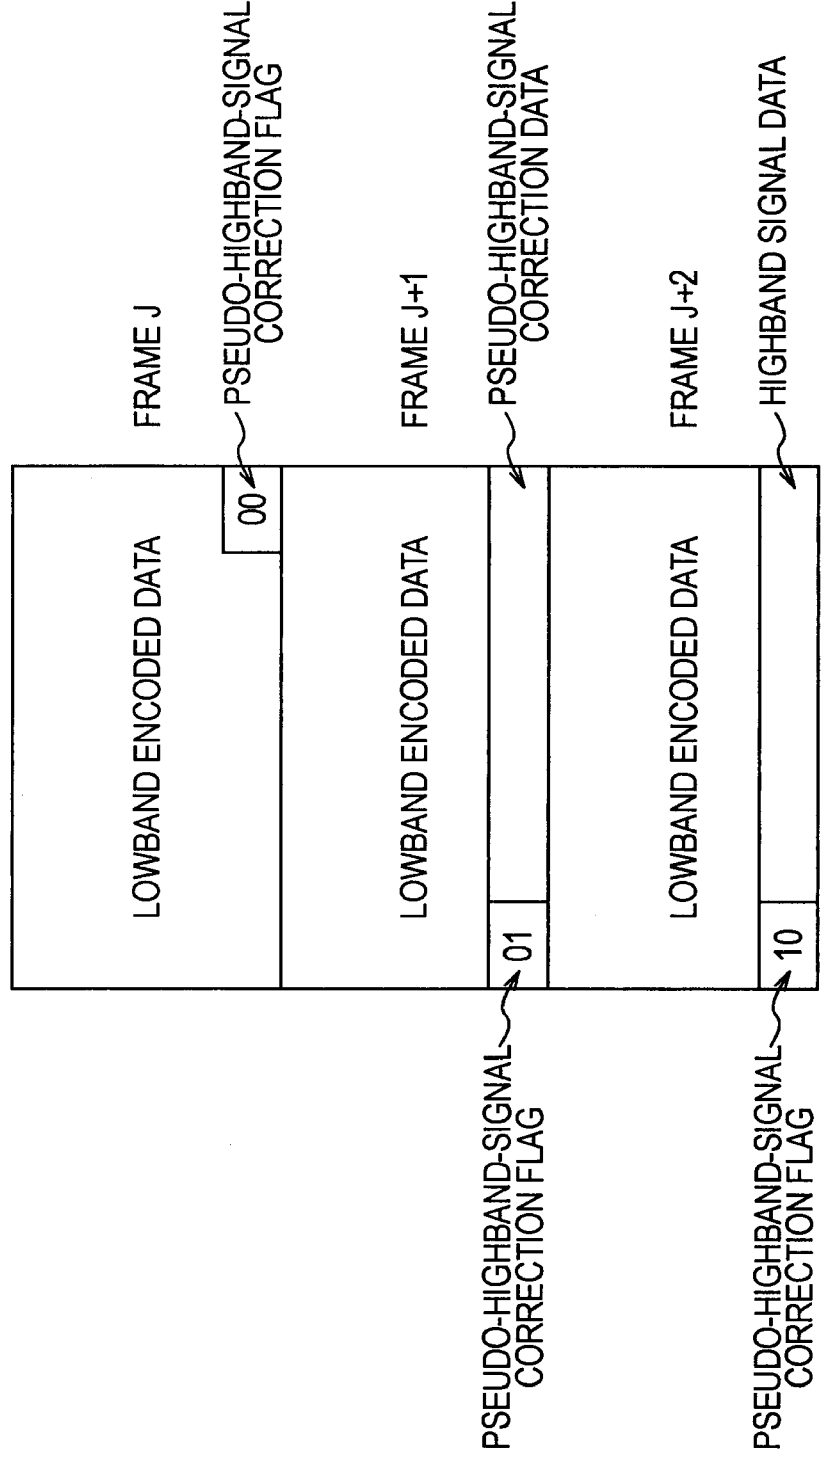 LOWBAND ENCODED DATA
FRAME J
00
PSEUDO-HIGHBAND-SIGNAL
CORRECTION FLAG
LOWBAND ENCODED DATA
FRAME J+1
PSEUDO-HIGHBAND-SIGNAL
CORRECTION FLAG
01
PSEUDO-HIGHBAND-SIGNAL
CORRECTION DATA
LOWBAND ENCODED DATA
FRAME J+2
PSEUDO-HIGHBAND-SIGNAL
CORRECTION FLAG
10
HIGHBAND SIGNAL DATA